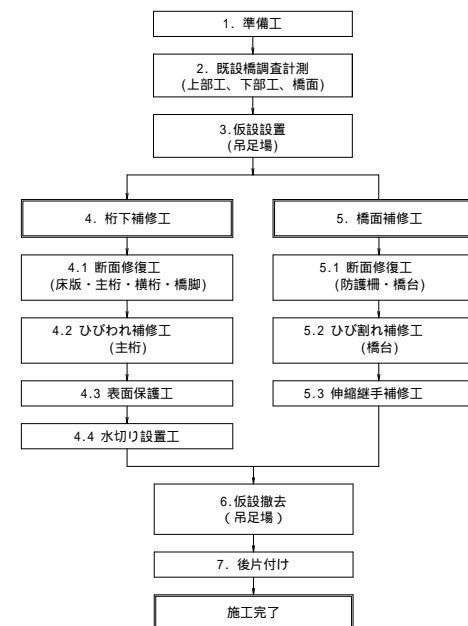 1. 準備工
2. 既設橋調査計測
(上部工、下部工、橋面)
3.仮設設置
(吊足場)
4. 桁下補修工
4.1 断面修復工
(床版・主桁・横桁・橋脚)
4.2 ひびわれ補修工
(主桁)
4.3 表面保護工
4.4 水切り設置工
5. 橋面補修工
5.1 断面修復工
(防護柵・橋台)
5.2 ひび割れ補修工
(橋台)
5.3 伸縮継手補修工
6.仮設撤去
(吊足場)
7. 後片付け
施工完了